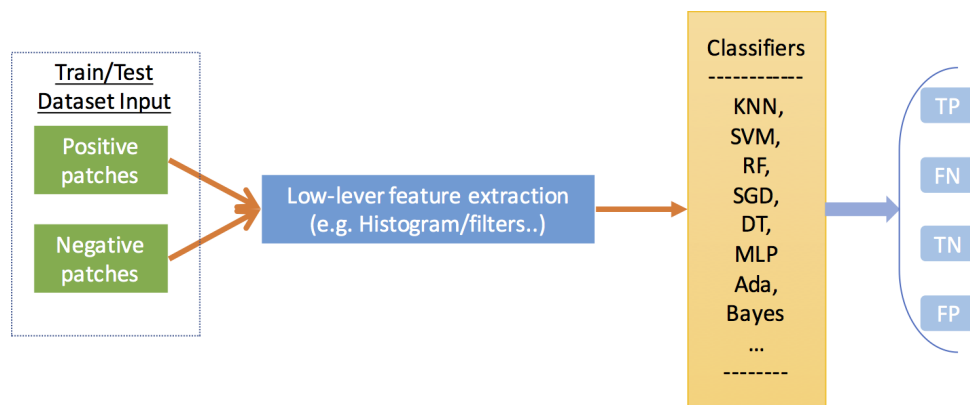 Train/Test
Dataset Input
Positive
patches
Negative
patches
Low-lever feature extraction
(e.g. Histogram/filters..)
Classifiers
------------
KNN,
SVM,
RF,
SGD,
DT,
MLP
Ada,
Bayes
...
--------
TP
FN
TN
FP